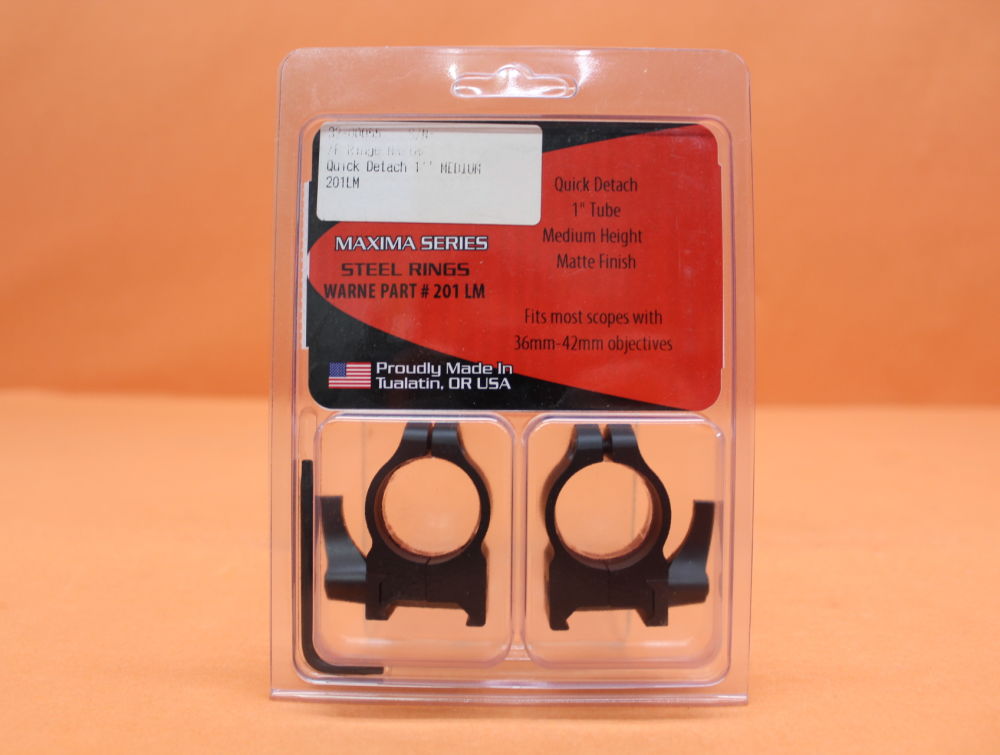 Quick Detach 1'' MEDIUM
201LM
MAXIMA SERIES
STEEL RINGS
WARNE PART # 201 LM
Quick Detach
1" Tube
Medium Height
Matte Finish
Fits most scopes with
36mm-42mm objectives
Proudly Made In
Tualatin, OR USA